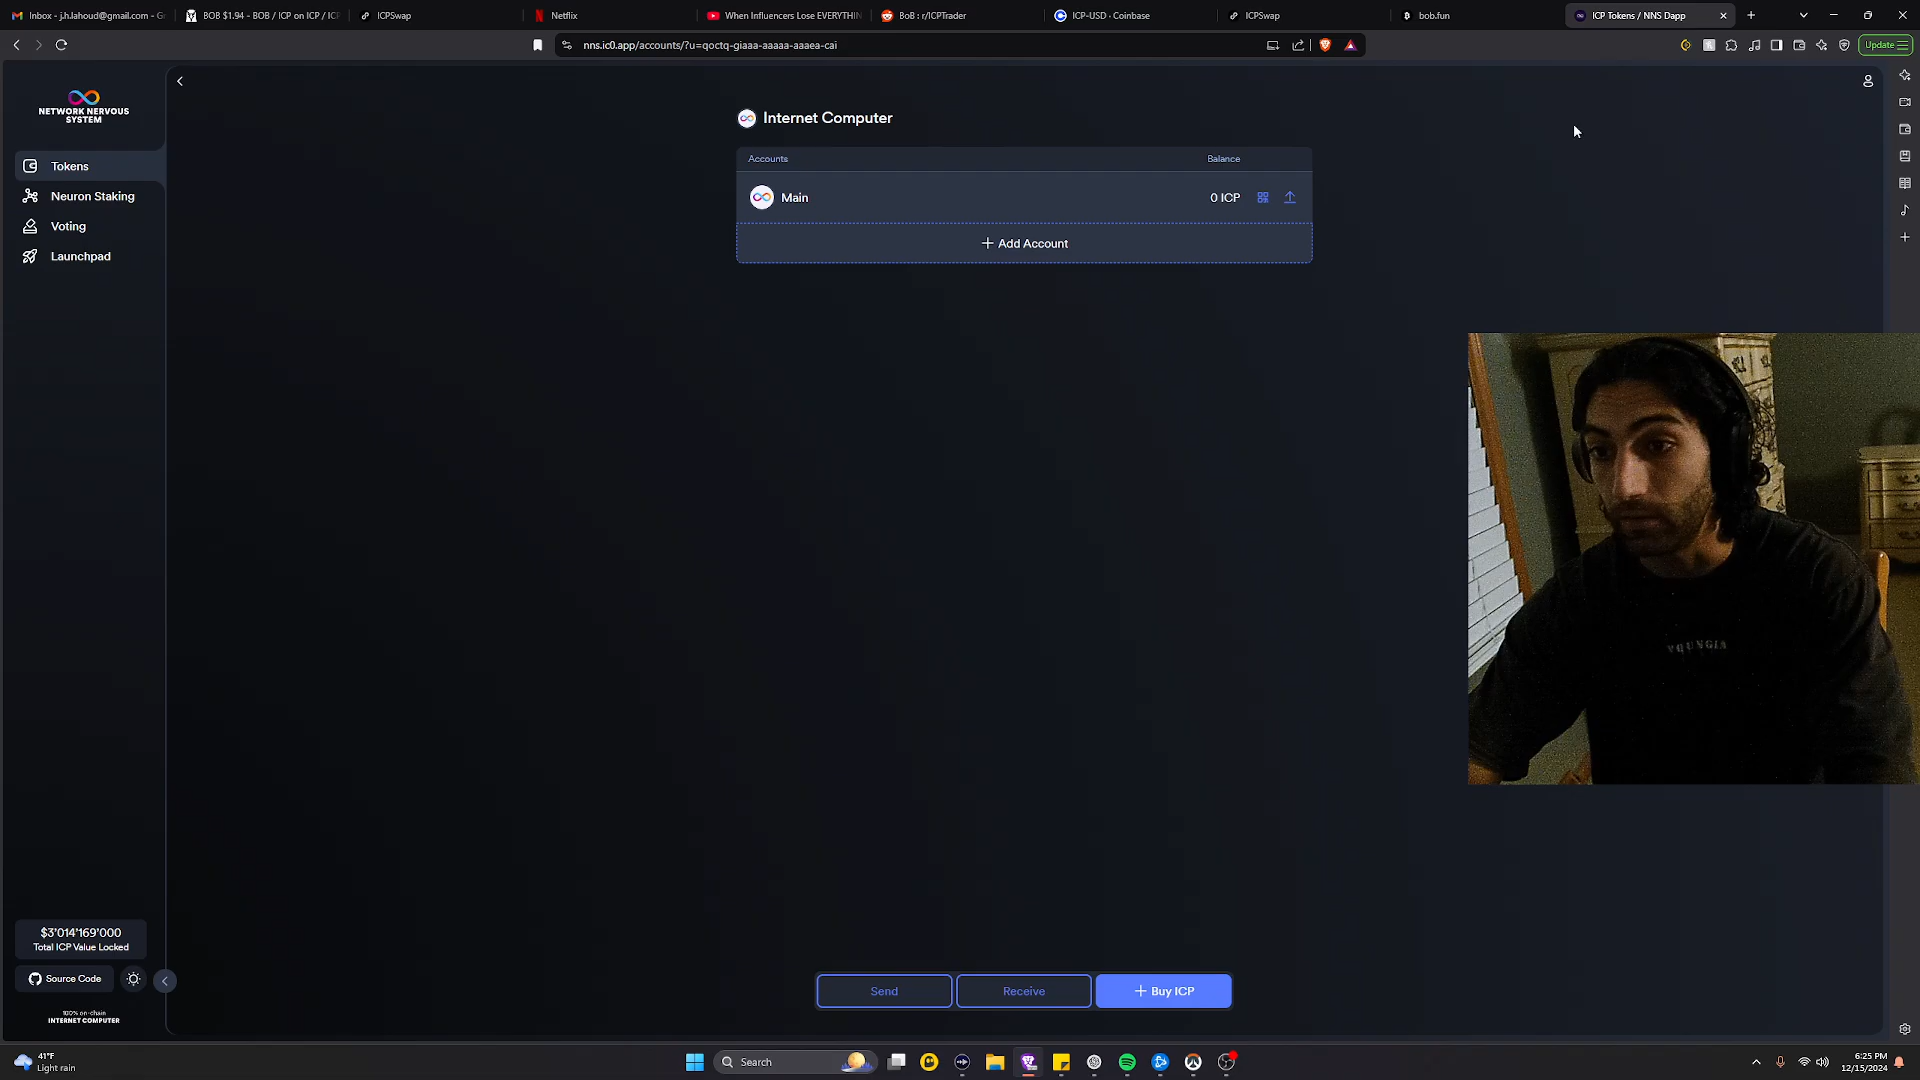 Inbox - j.h.lahoud@gmail.com - G
BOB $1.94 - BOB / ICP on ICP / ICP
ICPSwap
Netflix
When Influencers Lose EVERYTHIN
BoB : r/ICPTrader
ICP-USD · Coinbase
ICPSwap
bob.fun
ICP Tokens / NNS Dapp
nns.ic0.app/accounts/?u=qoctq-giaaa-aaaaa-aaaea-cai
Update
NETWORK NERVOUS
SYSTEM
Tokens
Neuron Staking
Voting
Launchpad
Internet Computer
Accounts
Balance
Main
0 ICP
+ Add Account
VQUNGIA
$3'014'169'000
Total ICP Value Locked
Source Code
100% on-chain
INTERNET COMPUTER
Send
Receive
+ Buy ICP
41°F
Light rain
Search
6:25 PM
12/15/2024